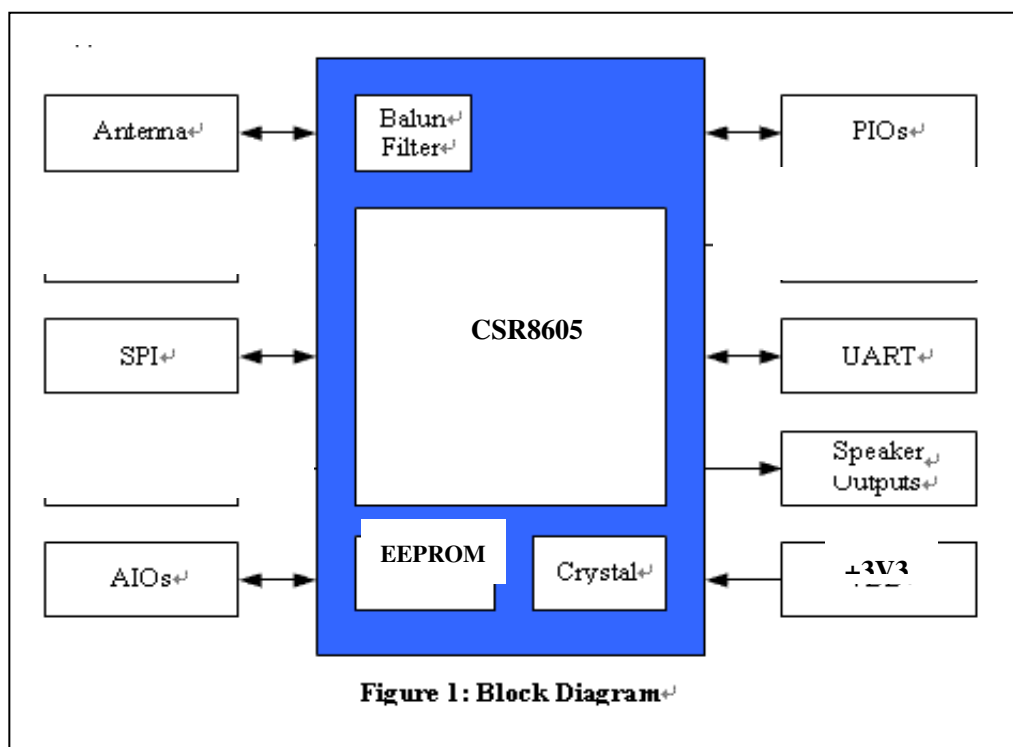 Antenna
Balun
Filter
PIOs
CSR8605
SPI
UART
Speaker
Outputs
EEPROM
Crystal
AIOs
+3V3
Figure 1: Block Diagram